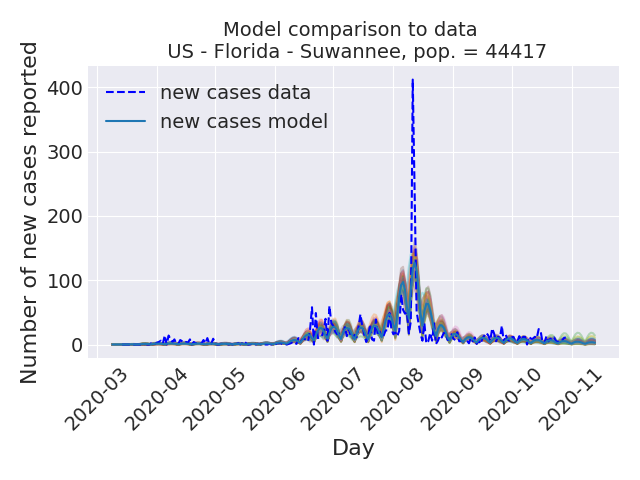 Model comparison to data
US - Florida - Suwannee, pop. = 44417
Number of new cases reported
400
300
200
100
0
new cases data
new cases model
2020-03
2020-04
2020-05
2020-06
2020-07
2020-08
2020-09
2020-10
2020-11
Day